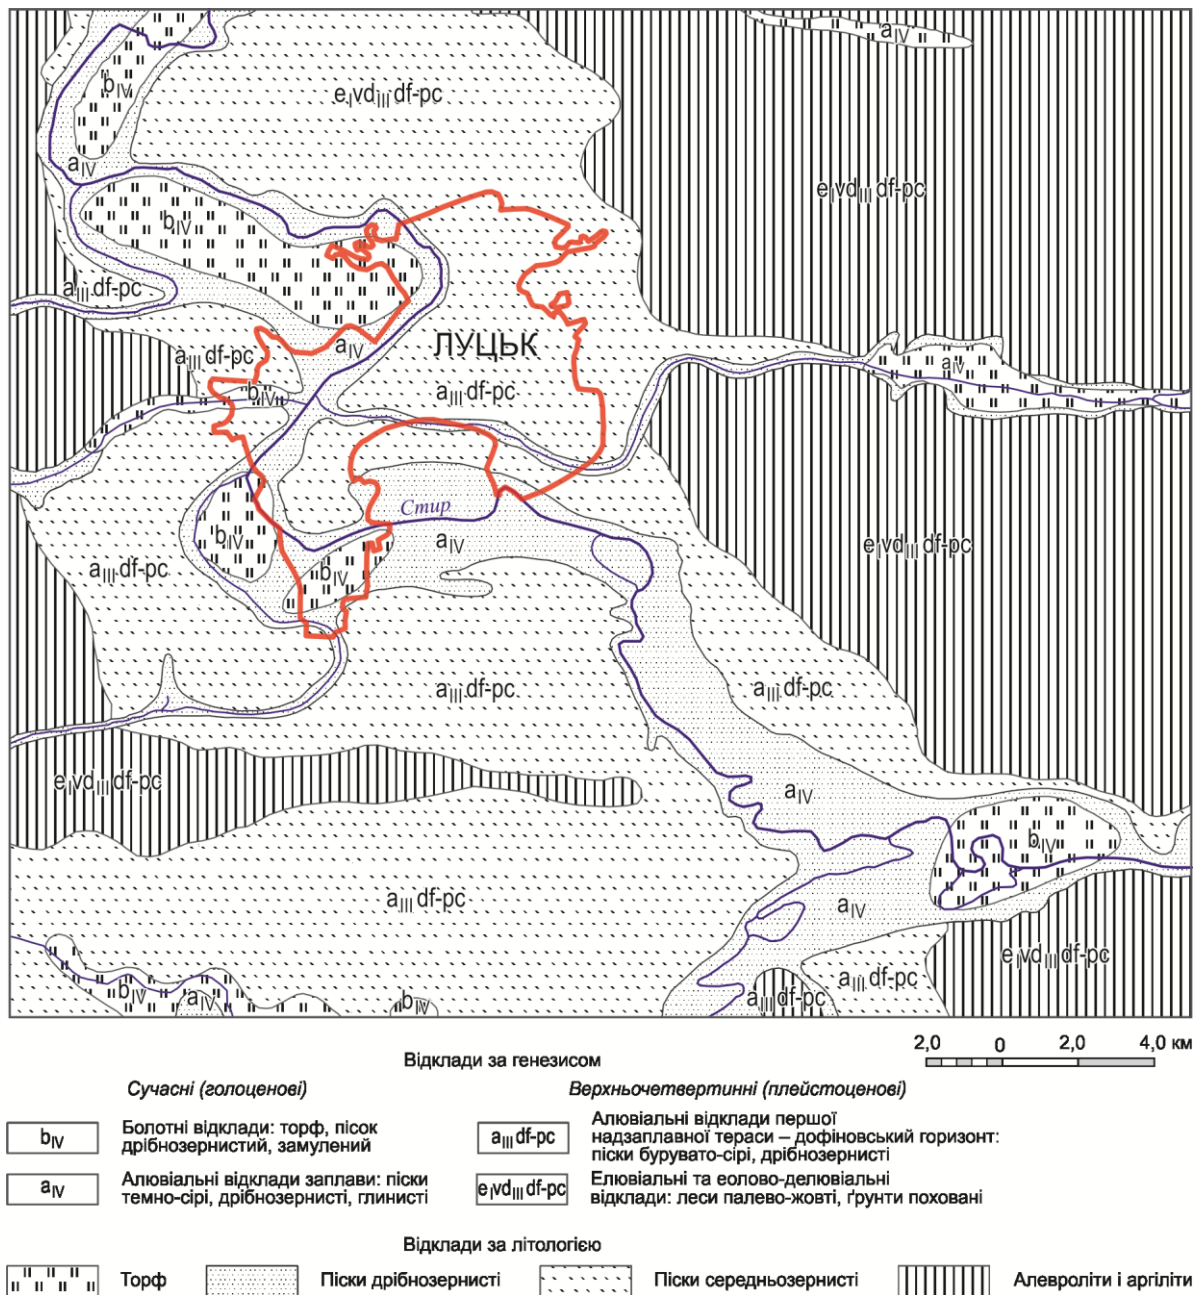 aIV
bIV
eIvdIII df-pc
aIV
eIvdIII df-pc
bIV
aIII df-pc
ЛУЦЬК
aIV
aIII df-pc
aIV
aIII df-pc
bIV
Стир
bIV
aIV
eIvdIII df-pc
aIII df-pc
bIV
aIII df-pc
aIII df-pc
eIvdIII df-pc
aIV
bIV
aIII df-pc
aIV
eIvdIII df-pc
aIII df-pc
bIV
aIV
bIV
aIII df-pc
2,0 0 2,0 4,0 км
Відклади за генезисом
Сучасні (голоценові)
Верхньочетвертинні (плейстоценові)
bIV
Болотні відклади: торф, пісок
дрібнозернистий, замулений
aIII df-pc
Алювіальні відклади першої
надзаплавної тераси – дофіновський горизонт:
піски бурувато-сірі, дрібнозернисті
aIV
Алювіальні відклади заплави: піски
темно-сірі, дрібнозернисті, глинисті
eIvdIII df-pc
Елювіальні та еолово-делювіальні
відклади: леси палево-жовті, ґрунти поховані
Відклади за літологією
Торф
Піски дрібнозернисті
Піски середньозернисті
Алевроліти і аргіліти